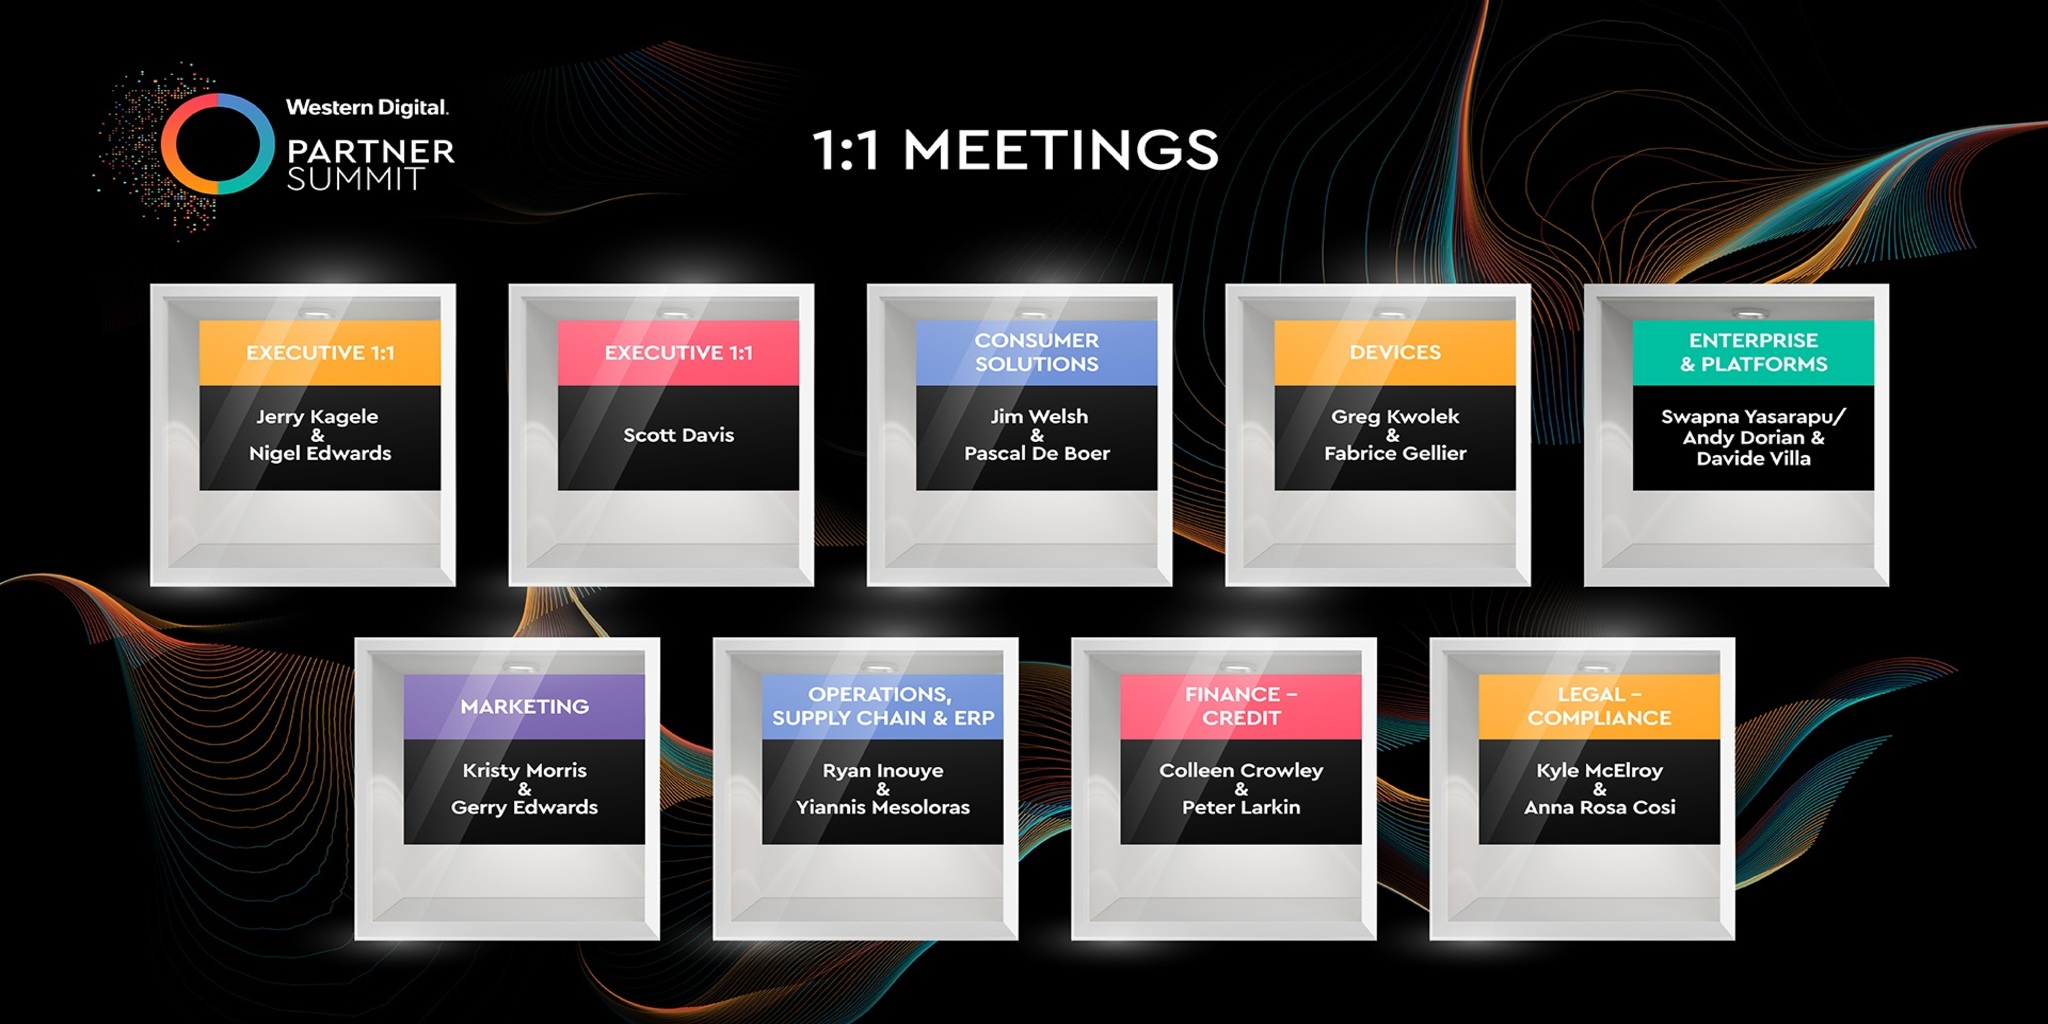 Western Digital.
PARTNER
SUMMIT
1:1 MEETINGS
EXECUTIVE 1:1
Jerry Kagele
&
Nigel Edwards
EXECUTIVE 1:1
Scott Davis
CONSUMER
SOLUTIONS
Jim Welsh
&
Pascal De Boer
DEVICES
Greg Kwolek
&
Fabrice Gellier
ENTERPRISE
& PLATFORMS
Swapna Yasarapu/
Andy Dorian &
Davide Villa
MARKETING
Kristy Morris
&
Gerry Edwards
OPERATIONS,
SUPPLY CHAIN & ERP
Ryan Inouye
&
Yiannis Mesoloras
FINANCE –
CREDIT
Colleen Crowley
&
Peter Larkin
LEGAL –
COMPLIANCE
Kyle McElroy
&
Anna Rosa Cosi